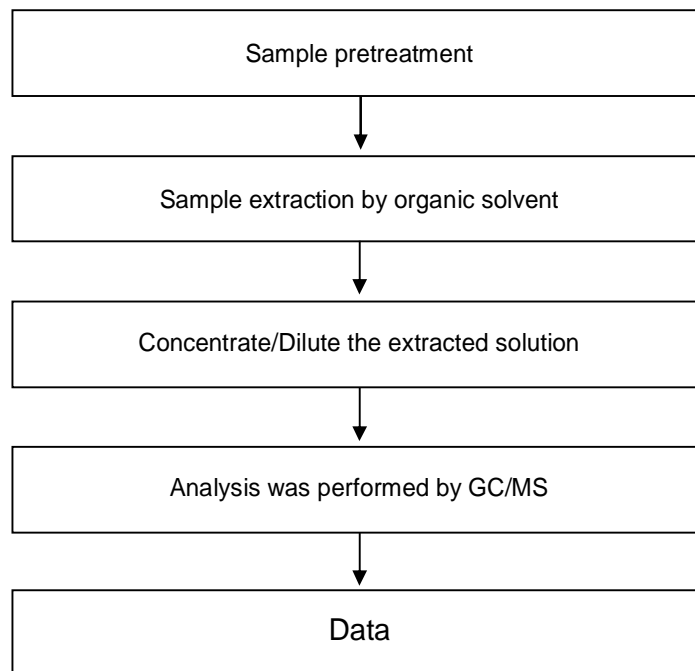 Sample pretreatment
Sample extraction by organic solvent
Concentrate/Dilute the extracted solution
Analysis was performed by GC/MS
Data